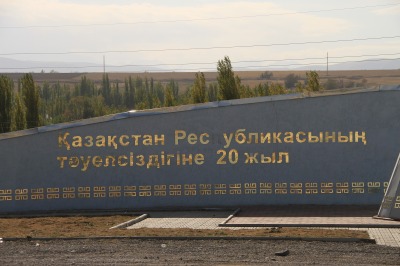 Қазақстан Рес убликасының
тәуелсіздігіне 20 жыл